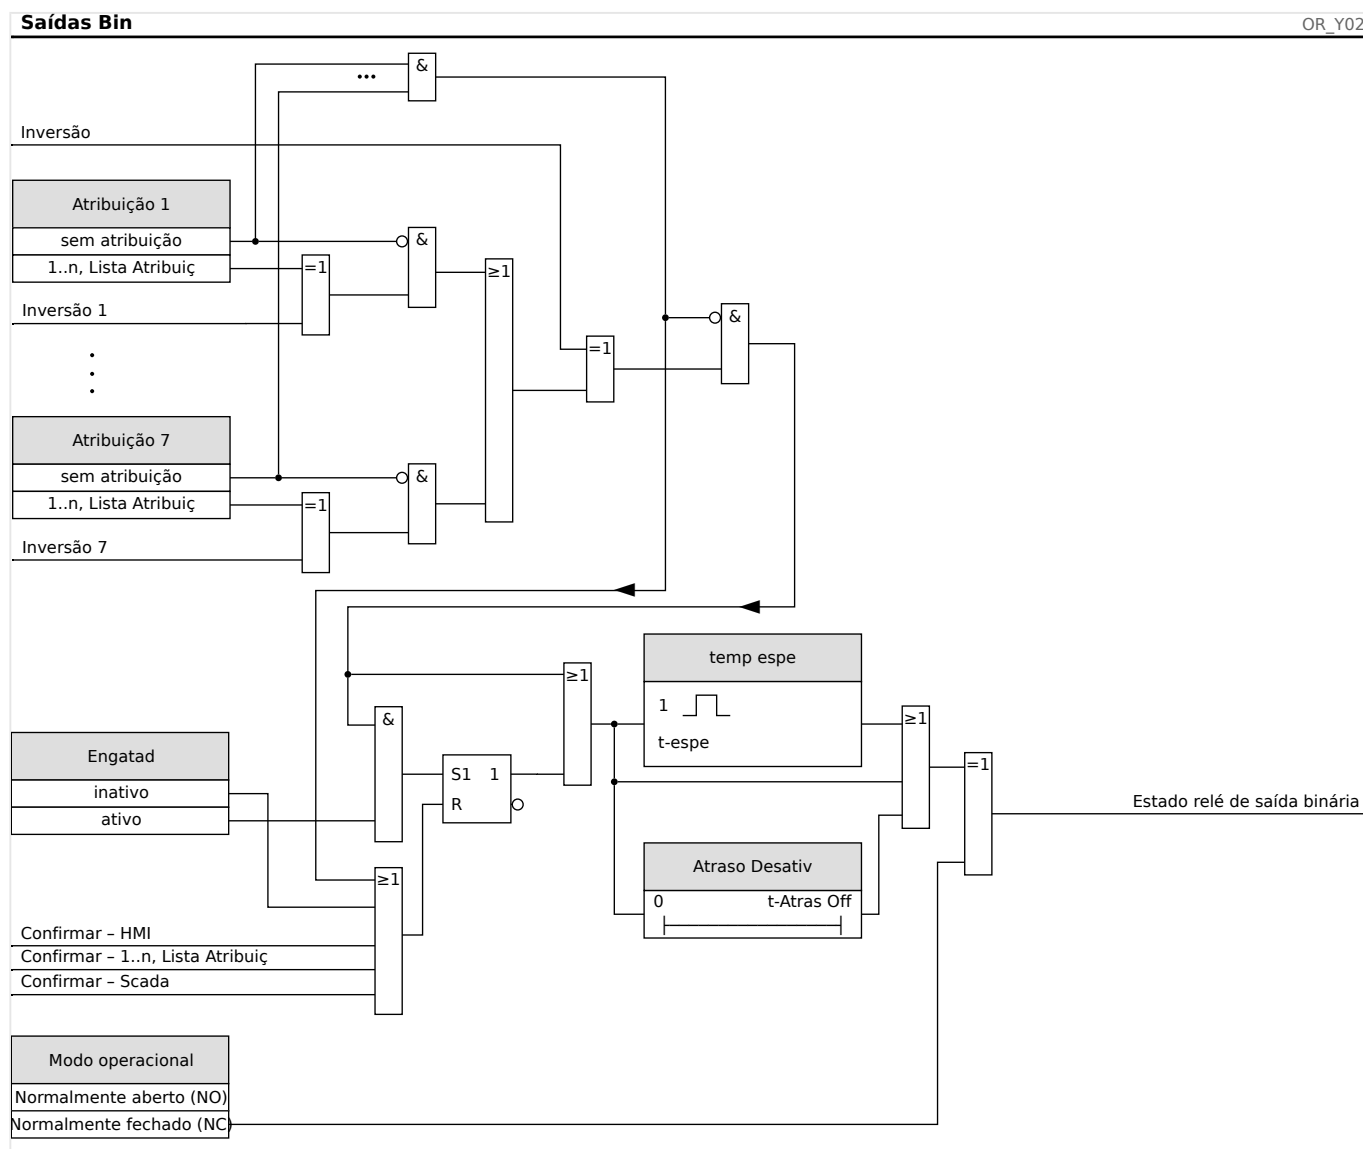 Saídas Bin
OR_Y02
&
...
Inversão
Atribuição 1
sem atribuição
1..n, Lista Atribuiç
=1
&
≥1
Inversão 1
=1
&
Atribuição 7
sem atribuição
1..n, Lista Atribuiç
=1
&
Inversão 7
temp espe
1
t-espe
≥1
≥1
&
Engatad
inativo
ativo
S1 1
R
=1
Estado relé de saída binária
Atraso Desativ
0 t-Atras Off
≥1
Confirmar – HMI
Confirmar – 1..n, Lista Atribuiç
Confirmar – Scada
Modo operacional
Normalmente aberto (NO)
Normalmente fechado (NC)